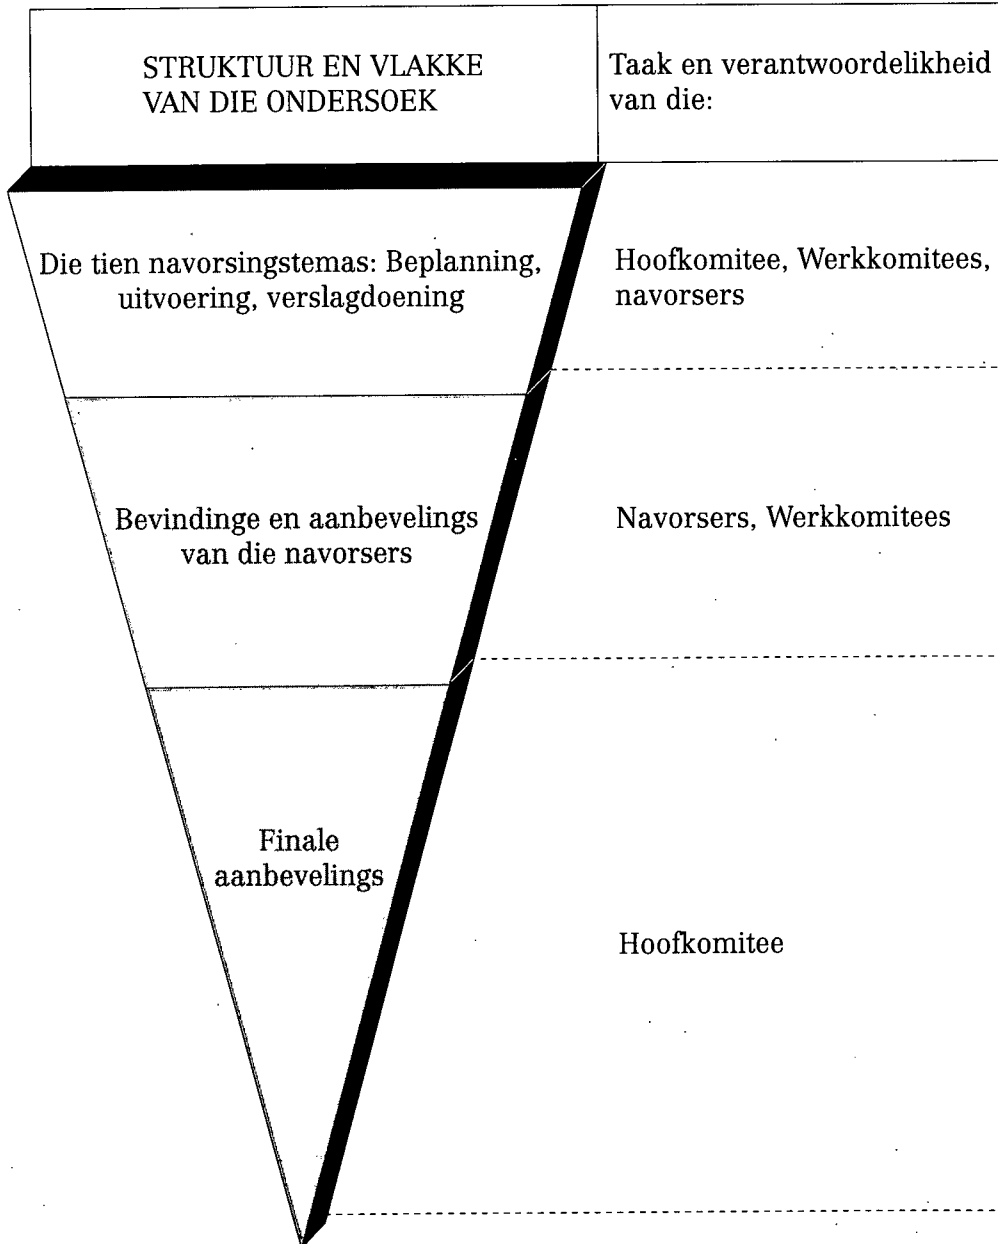 STRUKTUUR EN VLAKKE
VAN DIE ONDERSOEK
Taak en verantwoordelikheid
van die:
Die tien navorsingstemas: Beplanning,
uitvoering, verslagdoening
Hoofkomitee, Werkkomitees,
navorsers
Bevindinge en aanbevelings
van die navorsers
Navorsers, Werkkomitees
Finale
aanbevelings
Hoofkomitee